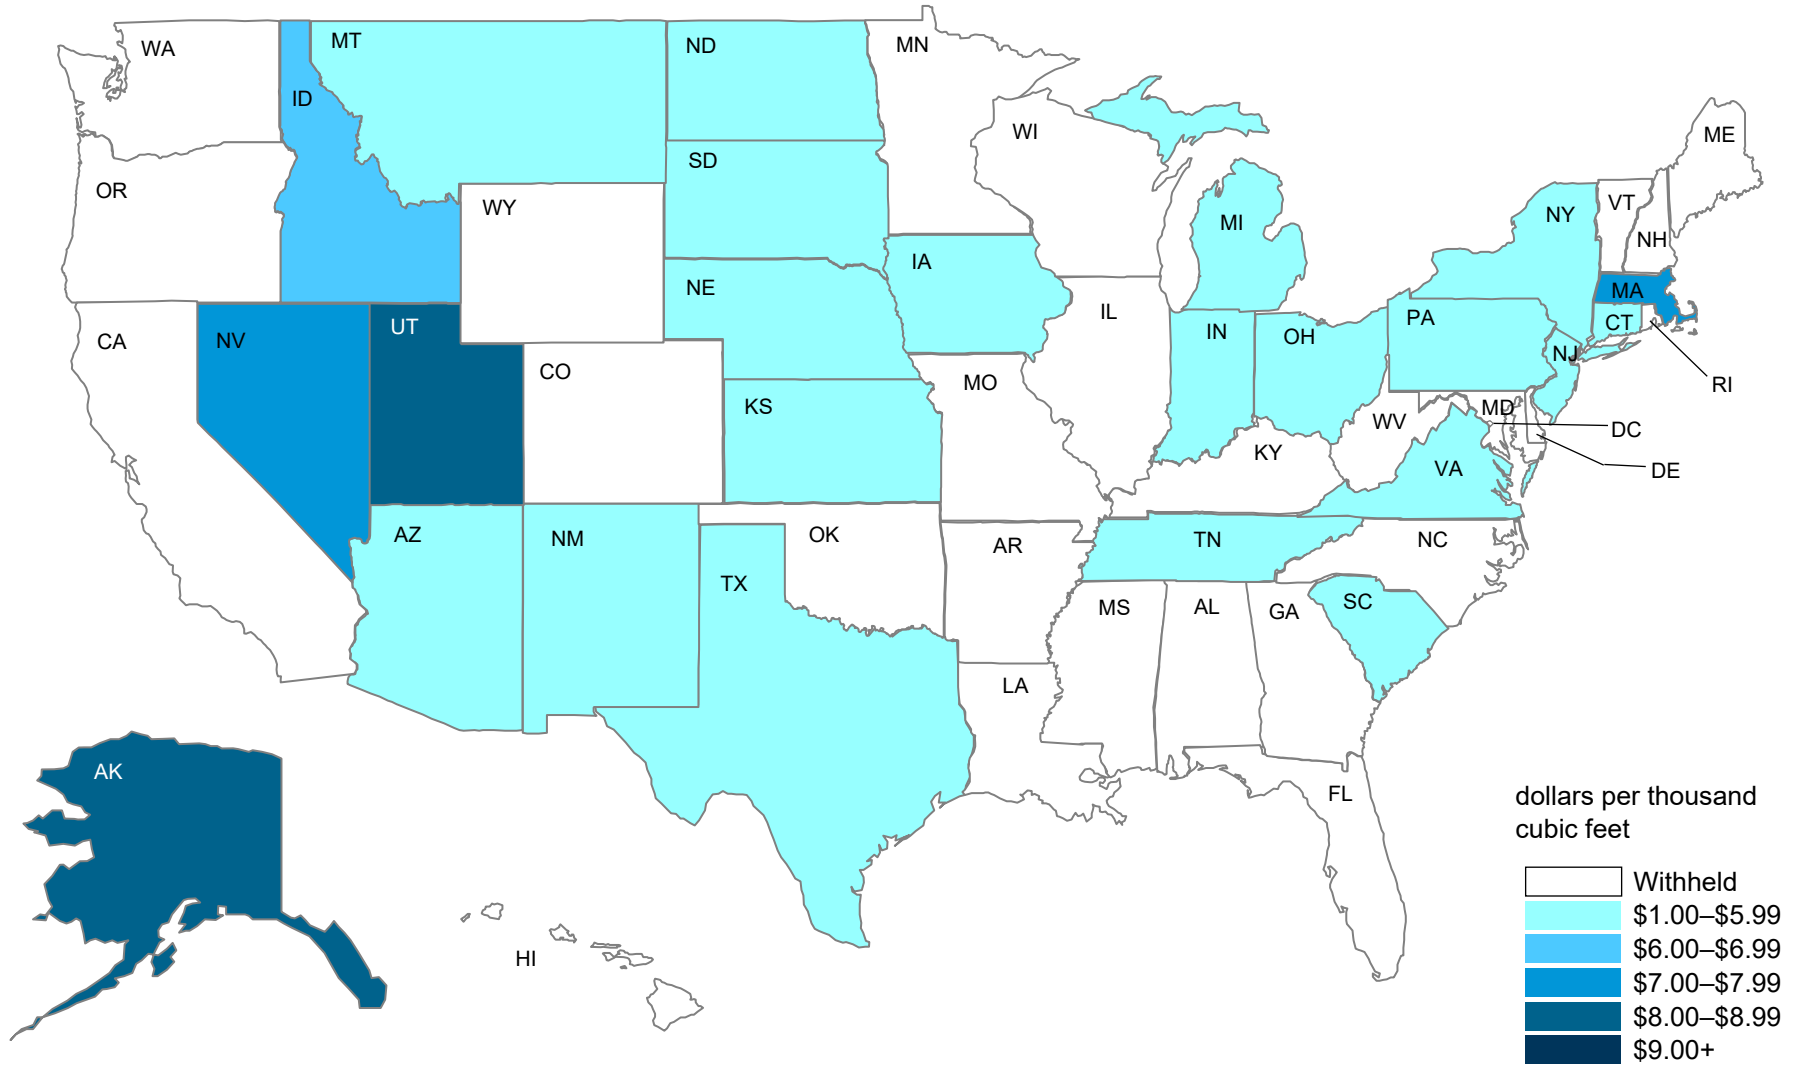 WA
MT
ND
MN
ID
WI
ME
SD
OR
WY
VT
NY
MI
NH
IA
NE
MA
IL
PA
CT
UT
NV
IN
OH
CA
NJ
CO
MO
RI
KS
MD
WV
DC
KY
VA
DE
AZ
NM
OK
AR
TN
NC
TX
MS
AL
GA
SC
LA
AK
FL
HI
dollars per thousand
cubic feet
Withheld
$1.00–$5.99
$6.00–$6.99
$7.00–$7.99
$8.00–$8.99
$9.00+